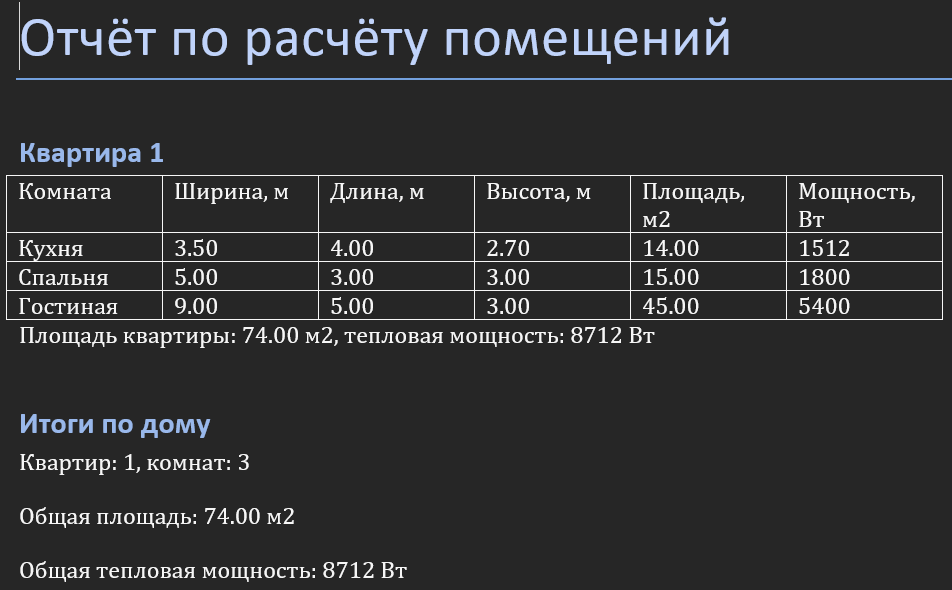 Отчёт по расчёту помещений
Квартира 1
Комната Ширина, м Длина, м Высота, м Площадь, м2 Мощность, Вт
Кухня 3.50 4.00 2.70 14.00 1512
Спальня 5.00 3.00 3.00 15.00 1800
Гостиная 9.00 5.00 3.00 45.00 5400
Площадь квартиры: 74.00 м2, тепловая мощность: 8712 Вт
Итоги по дому
Квартир: 1, комнат: 3
Общая площадь: 74.00 м2
Общая тепловая мощность: 8712 Вт